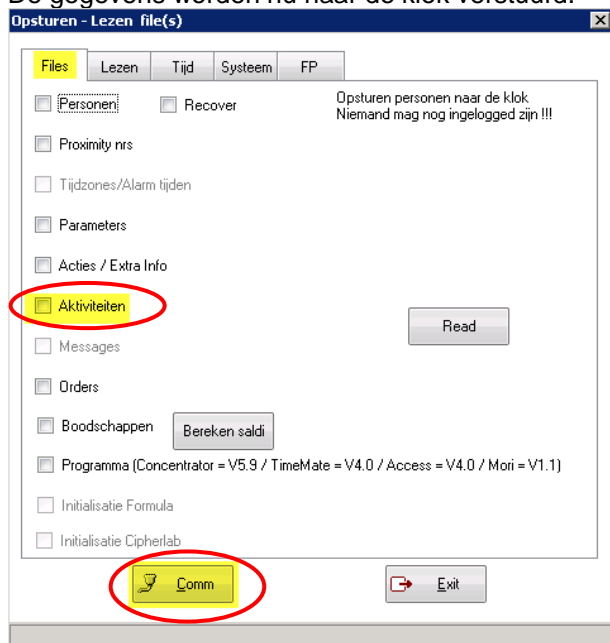 De gegevens worden nu naar de klok verstuurd.
Opsturen - Lezen file(s)
Files Lezen Tijd Systeem FP
Personen Recover Opsturen personen naar de klok
Niemand mag nog ingelogged zijn !!!
Proximity nrs
Tijdzones/Alarm tijden
Parameters
Acties / Extra Info
Aktiviteiten
Read
Messages
Orders
Boodschappen Bereken saldi
Programma (Concentrator = V5.9 / TimeMate = V4.0 / Access = V4.0 / Mori = V1.1)
Initialisatie Formula
Initialisatie Cipherlab
Comm Exit